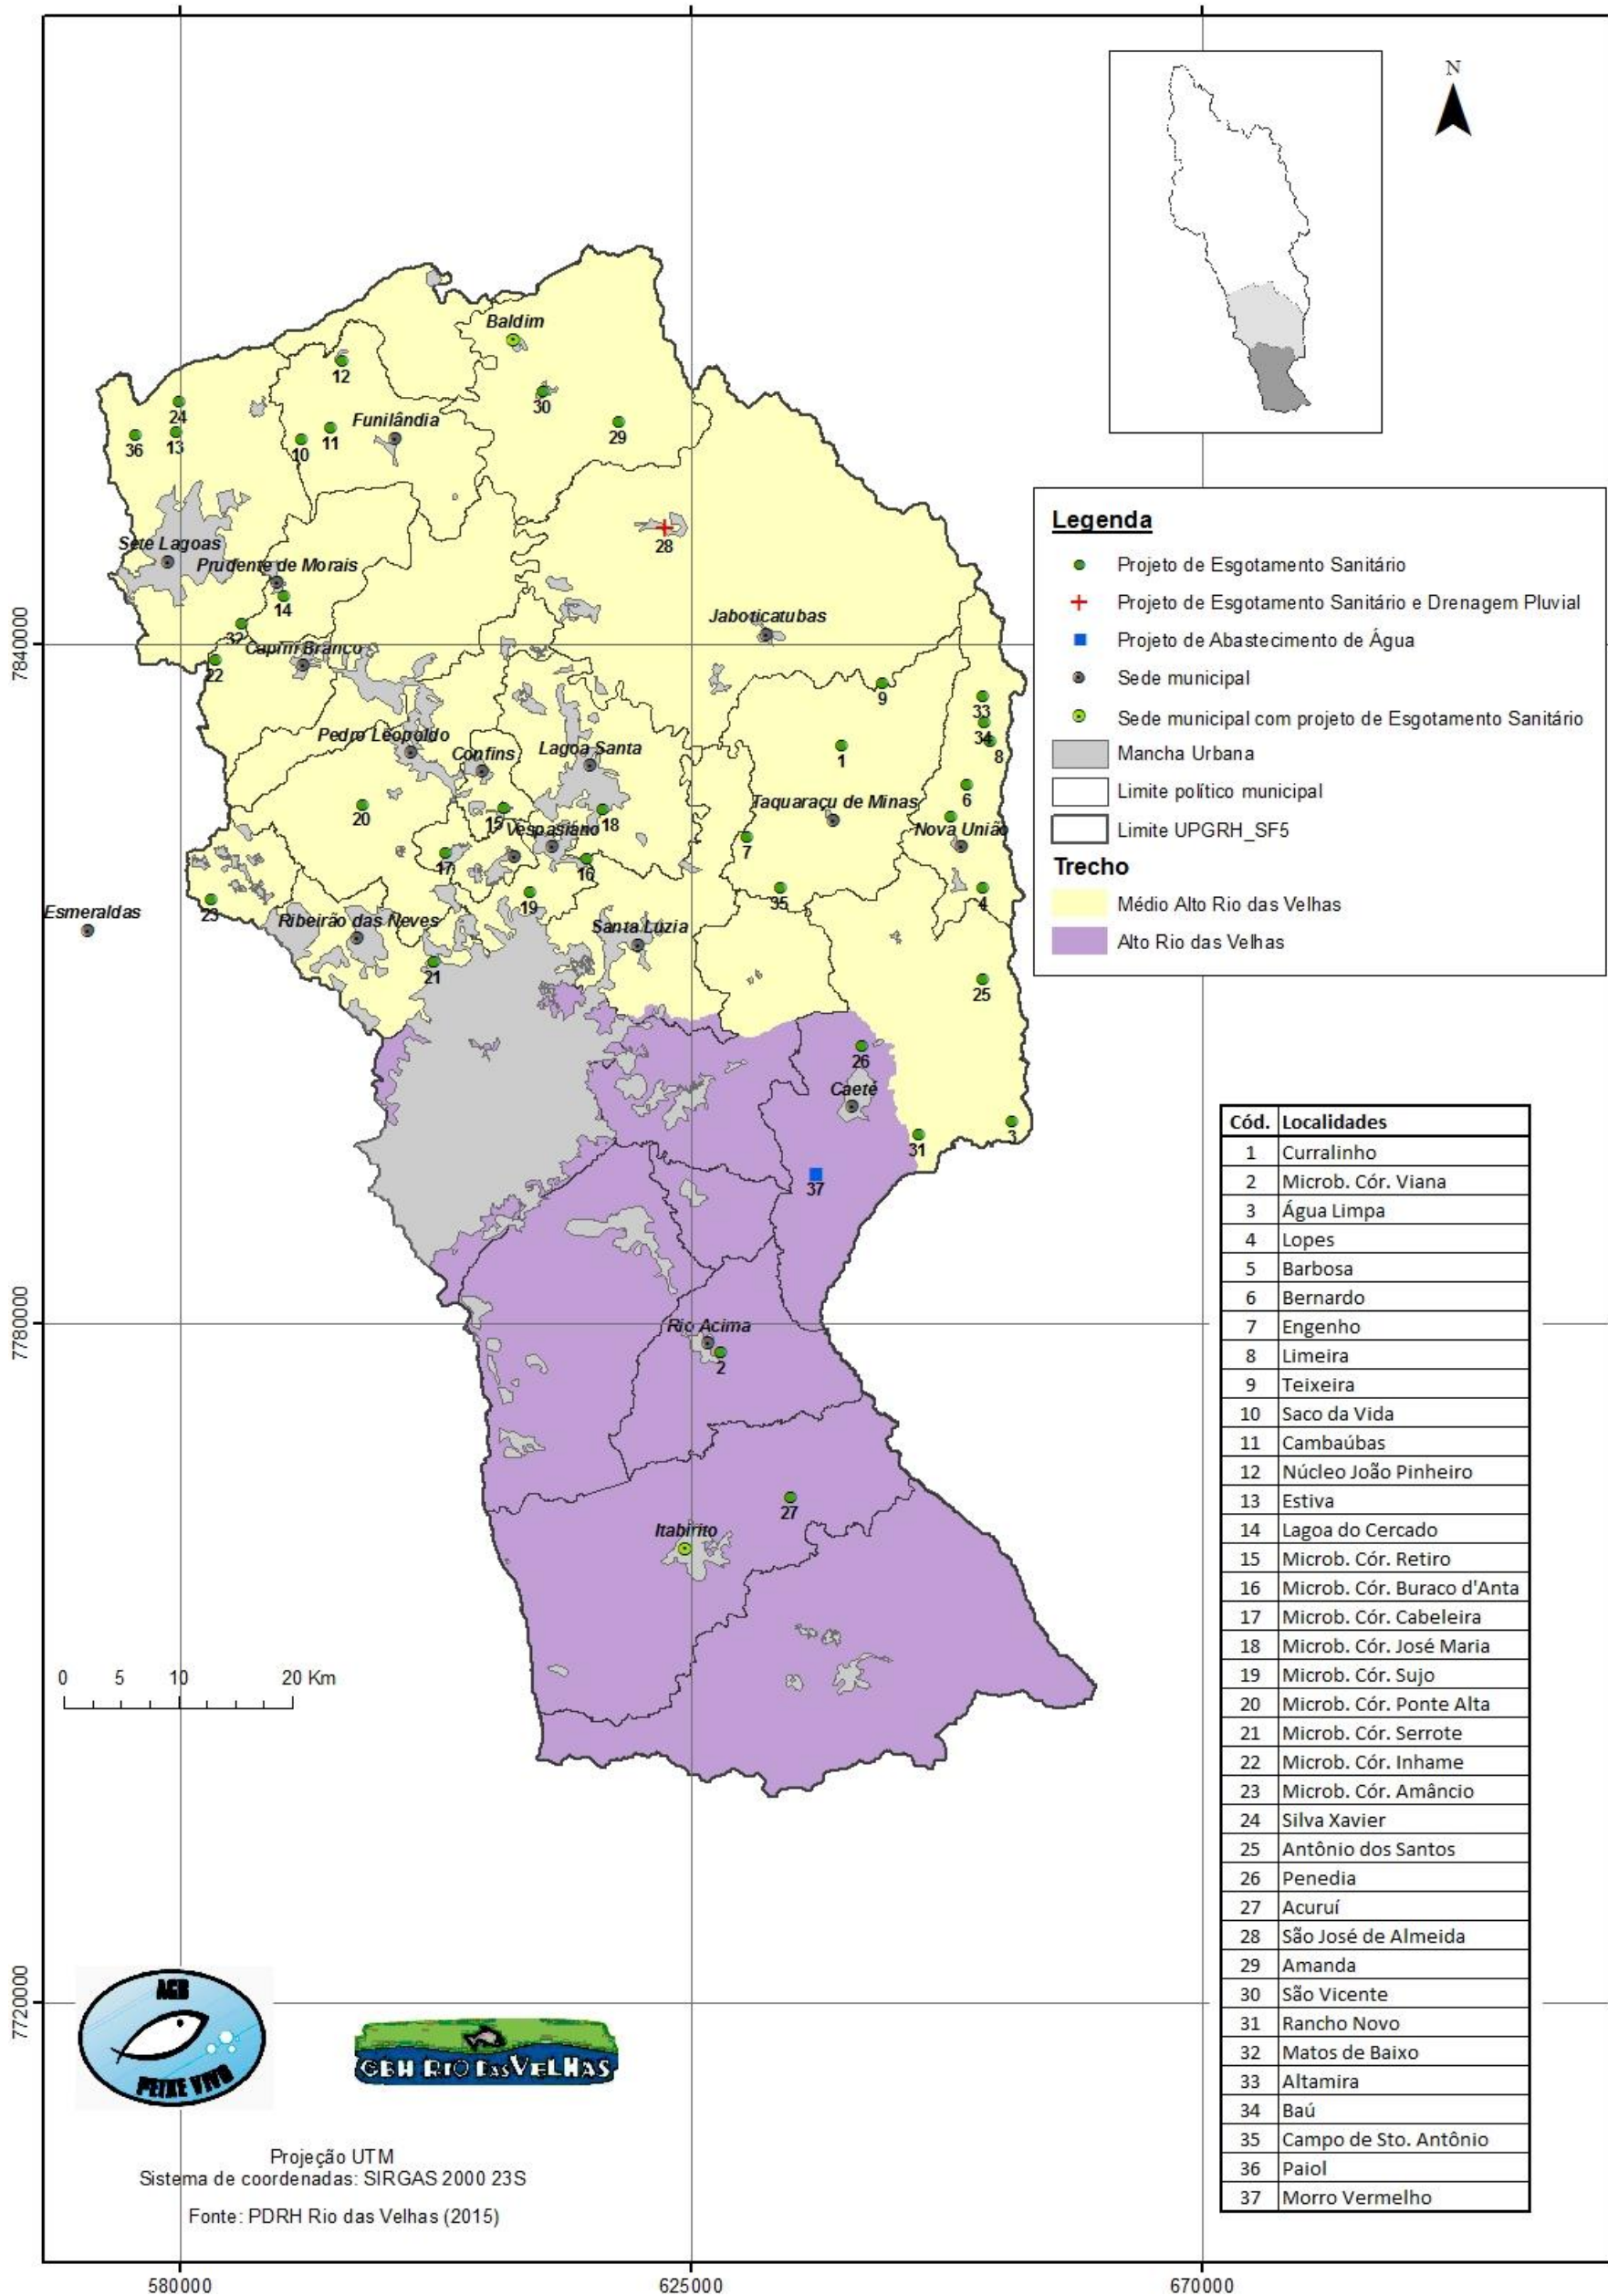 N
Baldim
12
30
24
Funilândia
29
36
13
10
11
28
Sete Lagoas
Prudente de Morais
14
Jaboticatubas
32
Capim Branco
22
9
33
34
8
Pedro Leopoldo
Confins
Lagoa Santa
1
6
20
15
18
Taquaraçu de Minas
Vespasiano
Nova União
7
17
16
35
4
23
19
Esmeraldas
Ribeirão das Neves
Santa Luzia
21
25
26
Caeté
3
31
37
Rio Acima
2
27
Itabirito
Legenda
Projeto de Esgotamento Sanitário
Projeto de Esgotamento Sanitário e Drenagem Pluvial
Projeto de Abastecimento de Água
Sede municipal
Sede municipal com projeto de Esgotamento Sanitário
Mancha Urbana
Limite político municipal
Limite UPGRH_SF5
Trecho
Médio Alto Rio das Velhas
Alto Rio das Velhas
Cód. Localidades
1 Curralinho
2 Microb. Cór. Viana
3 Água Limpa
4 Lopes
5 Barbosa
6 Bernardo
7 Engenho
8 Limeira
9 Teixeira
10 Saco da Vida
11 Cambaúbas
12 Núcleo João Pinheiro
13 Estiva
14 Lagoa do Cercado
15 Microb. Cór. Retiro
16 Microb. Cór. Buraco d'Anta
17 Microb. Cór. Cabeleira
18 Microb. Cór. José Maria
19 Microb. Cór. Sujo
20 Microb. Cór. Ponte Alta
21 Microb. Cór. Serrote
22 Microb. Cór. Inhame
23 Microb. Cór. Amâncio
24 Silva Xavier
25 Antônio dos Santos
26 Penedia
27 Acuruí
28 São José de Almeida
29 Amanda
30 São Vicente
31 Rancho Novo
32 Matos de Baixo
33 Altamira
34 Baú
35 Campo de Sto. Antônio
36 Paiol
37 Morro Vermelho
0 5 10 20 Km
7840000
7780000
7720000
AGB
PEIXE VIVO
CBH RIO DAS VELHAS
Projeção UTM
Sistema de coordenadas: SIRGAS 2000 23S
Fonte: PDRH Rio das Velhas (2015)
580000 625000 670000